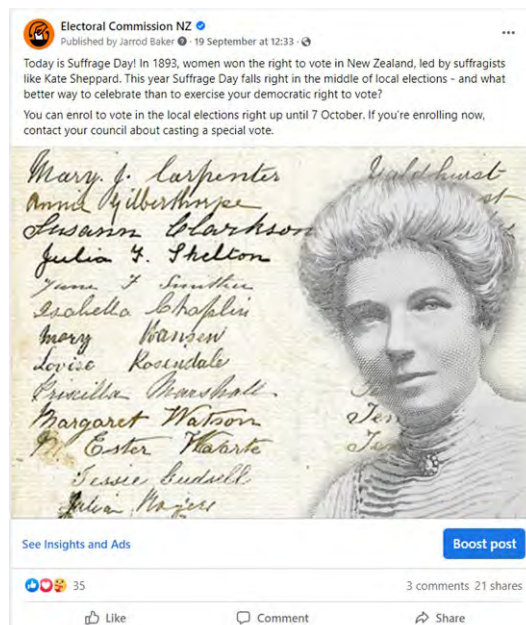 Electoral Commission NZ
Published by Jarrod Baker · 19 September at 12:33 ·
Today is Suffrage Day! In 1893, women won the right to vote in New Zealand, led by suffragists
like Kate Sheppard. This year Suffrage Day falls right in the middle of local elections - and what
better way to celebrate than to exercise your democratic right to vote?
You can enrol to vote in the local elections right up until 7 October. If you're enrolling now,
contact your council about casting a special vote.
Mary. J. Carpenter
Annie Gilberthorpe
Susann Clarkson
Julia F. Shelton
Isabella Chaplin
Mary Hansen
Lovise Rosendale
Priscilla Marshall
Margaret Watson
Ester
See Insights and Ads
Boost post
35
3 comments 21 shares
Like
Comment
Share